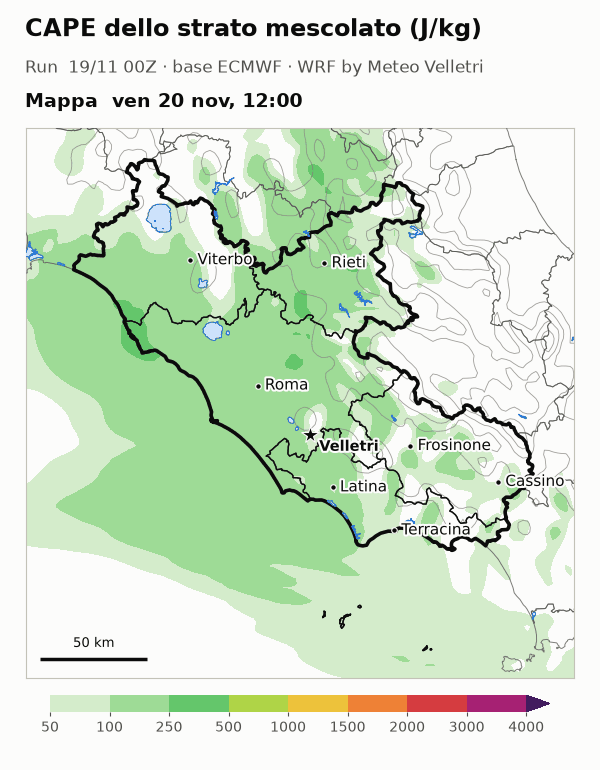 CAPE dello strato mescolato (J/kg)
Run  19/11 00Z · base ECMWF · WRF by Meteo Velletri
Mappa  ven 20 nov, 12:00
Viterbo
Rieti
Roma
Velletri
Frosinone
Latina
Cassino
Terracina
50 km
50 100 250 500 1000 1500 2000 3000 4000